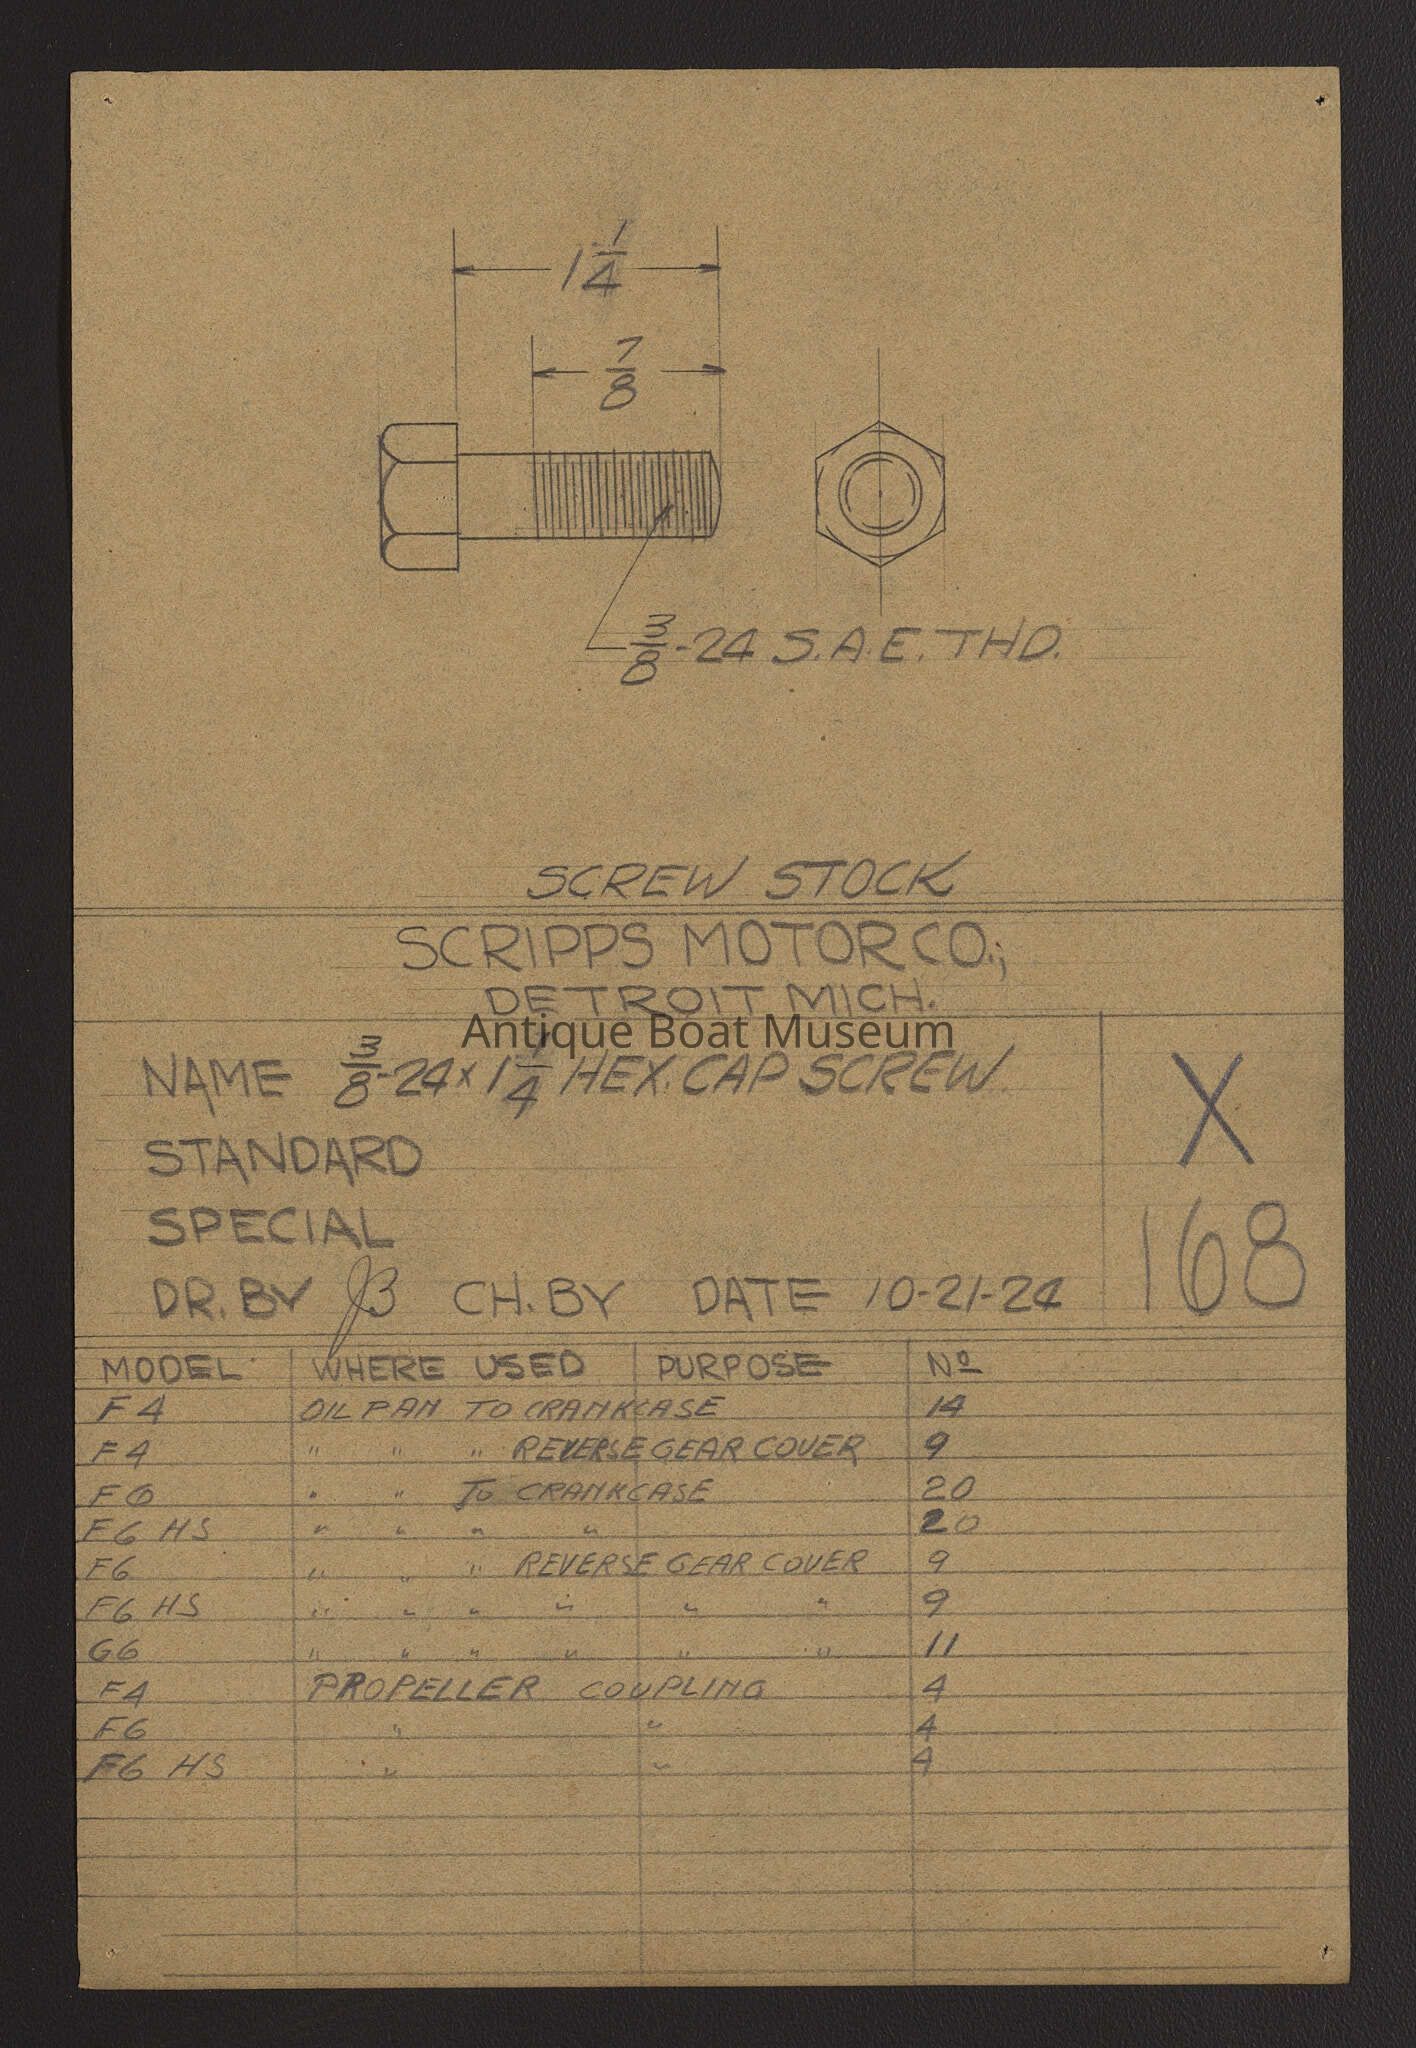 1 1/4
7/8
3/8-24 S.A.E. THD.
SCREW STOCK
SCRIPPS MOTOR CO.;
DETROIT MICH.
Antique Boat Museum
NAME 3/8-24 x 1 1/4 HEX. CAP SCREW
X
STANDARD
SPECIAL
168
DR. BY JB CH. BY DATE 10-21-24
MODEL WHERE USED PURPOSE No
F4 OIL PAN TO CRANKCASE 14
F4 " " " REVERSE GEAR COVER 9
F6 " " TO CRANKCASE 20
F6 HS " " " " 20
F6 " " " REVERSE GEAR COVER 9
F6 HS " " " " " " 9
G6 " " " " " " 11
F4 PROPELLER COUPLING 4
F6 " " 4
F6 HS " " 4